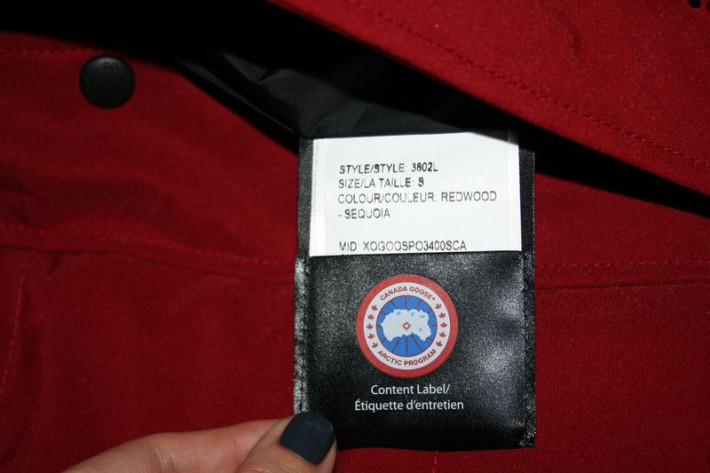 STYLE/STYLE: 3802L
SIZE/LA TAILLE: S
COLOUR/COULEUR: REDWOOD
- SEQUOIA
MID: XOGOOSPO3400SCA
CANADA GOOSE®
ARCTIC PROGRAM
Content Label/
Étiquette d'entretien